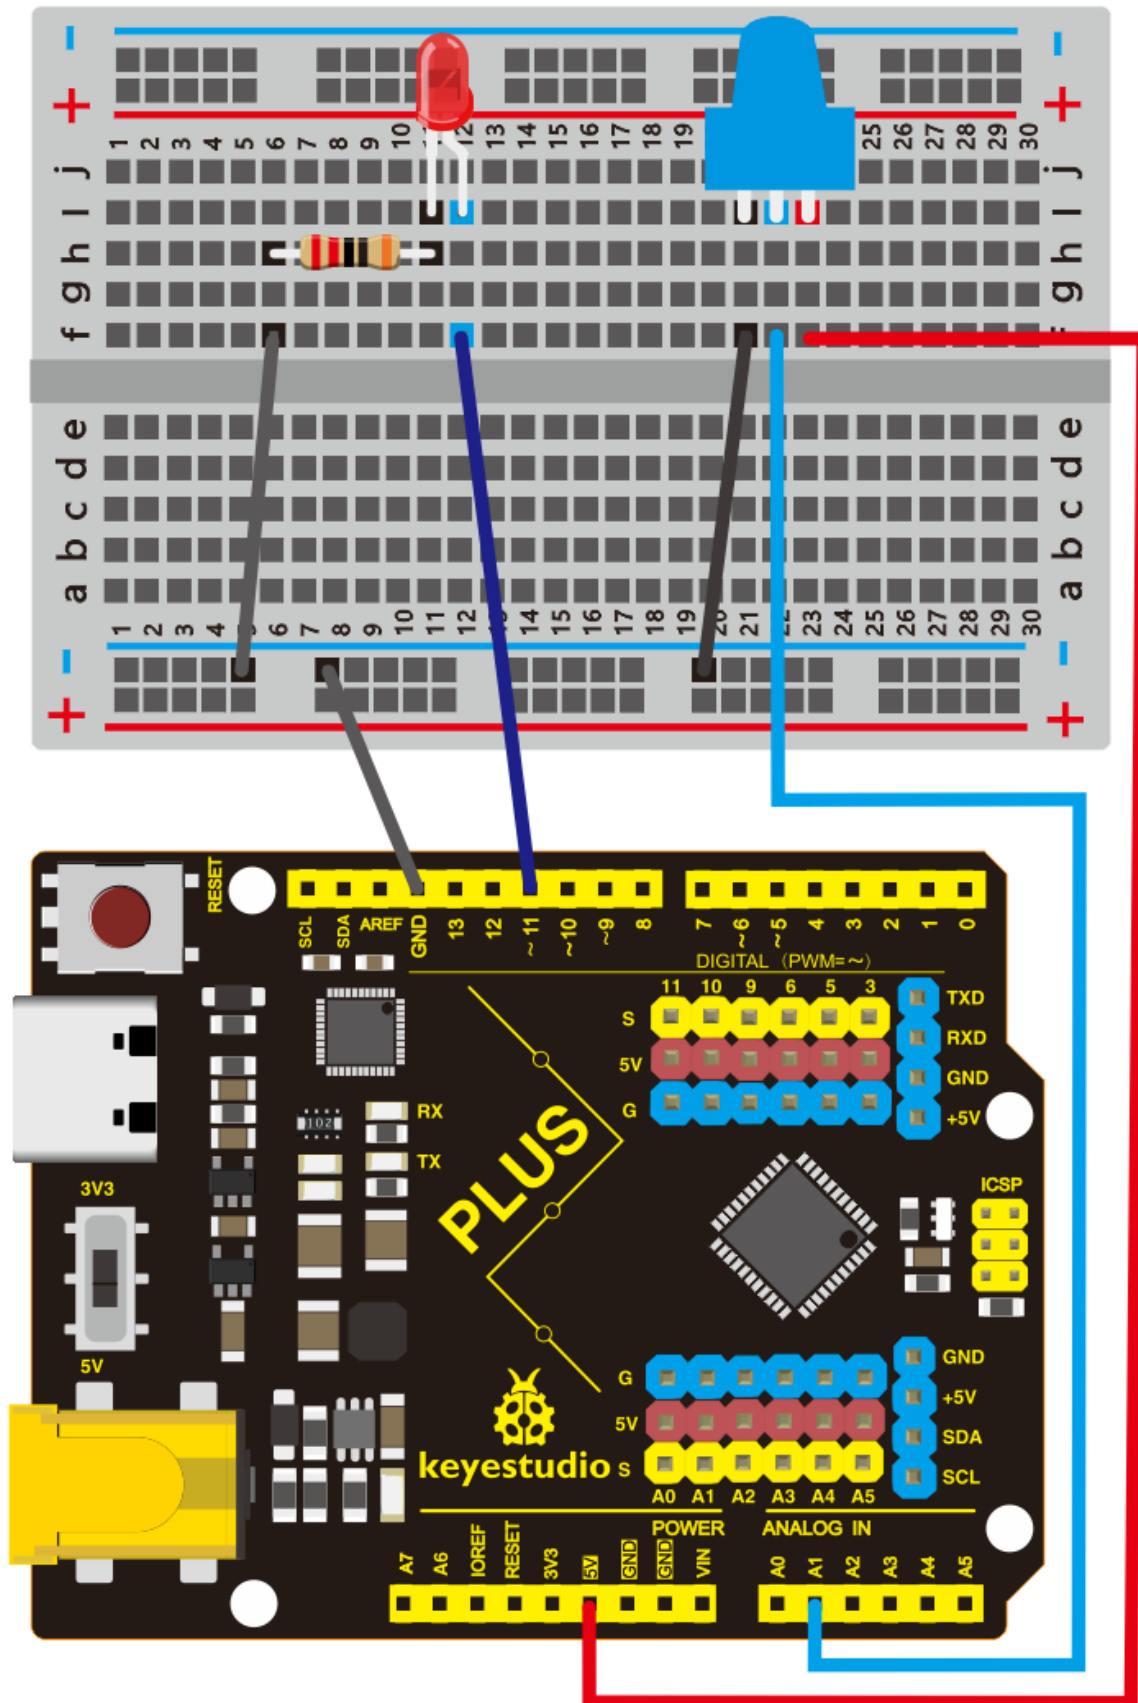 - -
+ +
1 2 3 4 5 6 7 8 9 10 11 12 13 14 15 16 17 18 19 25 26 27 28 29 30
j j
I I
h h
g g
f
e e
d d
c c
b b
a a
1 2 3 4 5 6 7 8 9 10 11 12 13 14 15 16 17 18 19 20 21 22 23 24 25 26 27 28 29 30
- -
+ +
RESET
SCL SDA AREF GND 13 12 ~11 ~10 ~9 8 7 ~6 ~5 4 3 2 1 0
DIGITAL (PWM=~)
11 10 9 6 5 3
S
5V
G
TXD
RXD
GND
+5V
RX
TX
102
PLUS
3V3
5V
ICSP
G
5V
S
GND
+5V
SDA
SCL
keyestudio
A0 A1 A2 A3 A4 A5
POWER ANALOG IN
A7 A6 IOREF RESET 3V3 5V GND GND VIN A0 A1 A2 A3 A4 A5